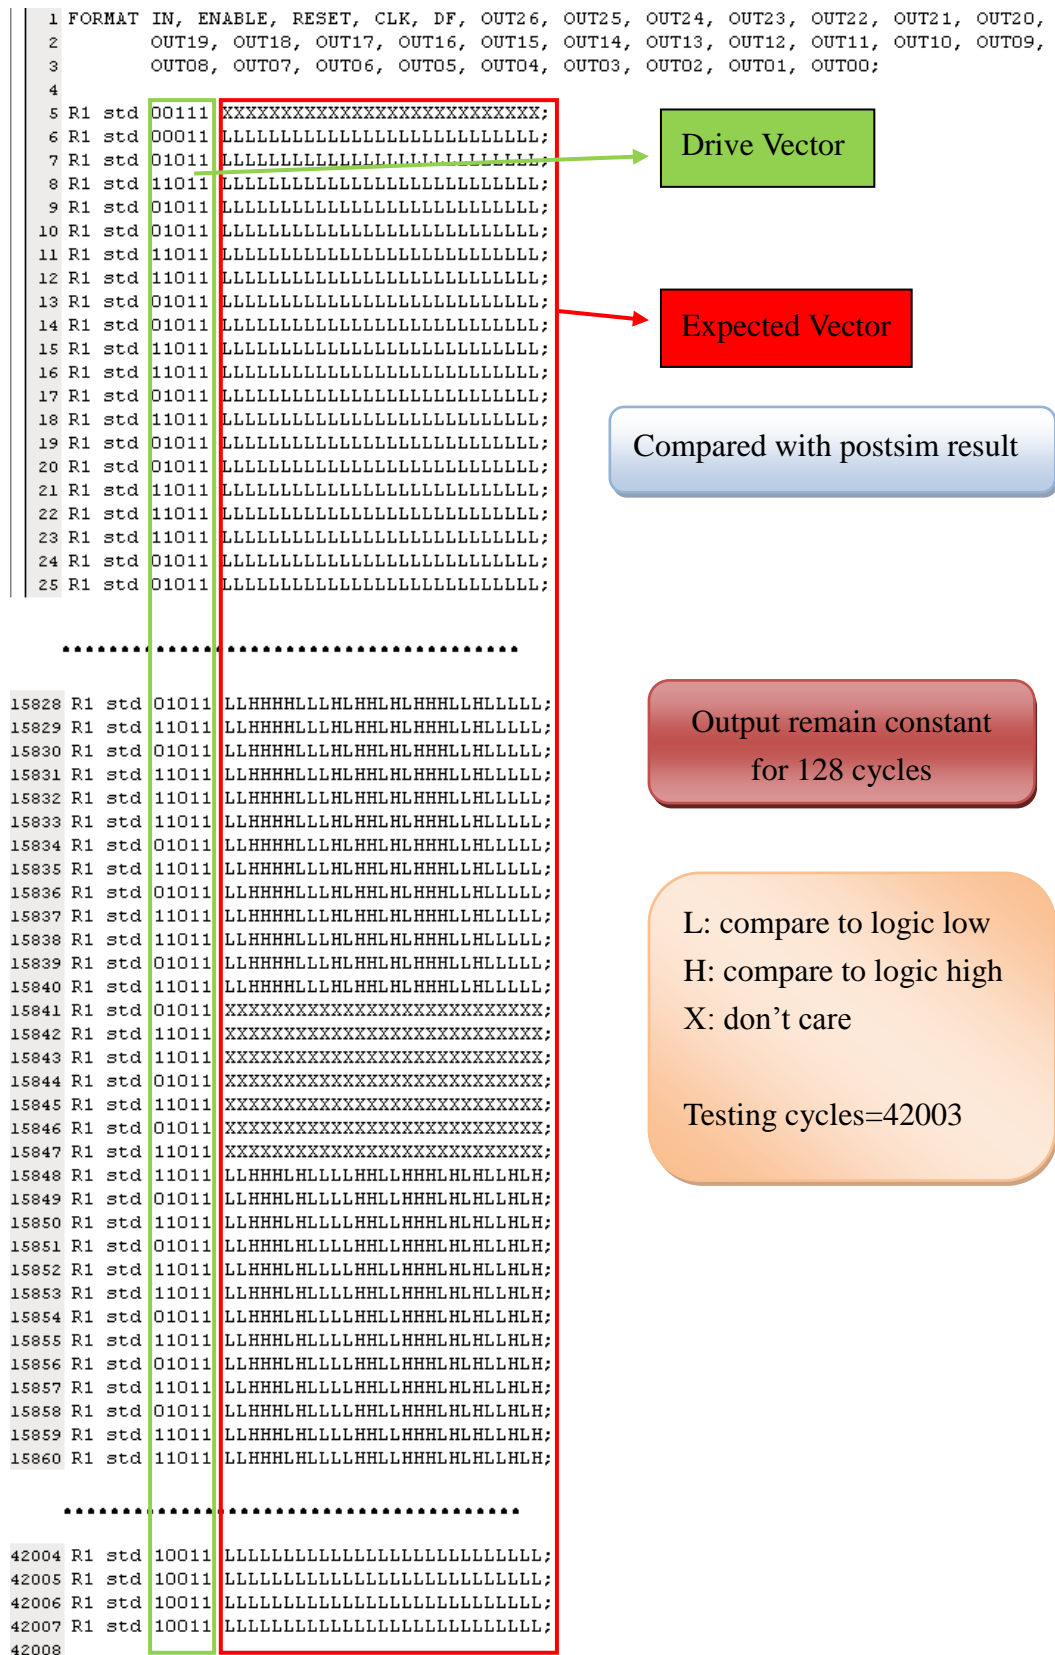 1 FORMAT IN, ENABLE, RESET, CLK, DF, OUT26, OUT25, OUT24, OUT23, OUT22, OUT21, OUT20,
2 OUT19, OUT18, OUT17, OUT16, OUT15, OUT14, OUT13, OUT12, OUT11, OUT10, OUT09,
3 OUT08, OUT07, OUT06, OUT05, OUT04, OUT03, OUT02, OUT01, OUT00;
4
5 R1 std 00111 XXXXXXXXXXXXXXXXXXXXXXXXXXX;
6 R1 std 00011 LLLLLLLLLLLLLLLLLLLLLLLLLLL;
7 R1 std 01011 LLLLLLLLLLLLLLLLLLLLLLLLLLL;
8 R1 std 11011 LLLLLLLLLLLLLLLLLLLLLLLLLLL;
9 R1 std 01011 LLLLLLLLLLLLLLLLLLLLLLLLLLL;
10 R1 std 01011 LLLLLLLLLLLLLLLLLLLLLLLLLLL;
11 R1 std 11011 LLLLLLLLLLLLLLLLLLLLLLLLLLL;
12 R1 std 11011 LLLLLLLLLLLLLLLLLLLLLLLLLLL;
13 R1 std 01011 LLLLLLLLLLLLLLLLLLLLLLLLLLL;
14 R1 std 01011 LLLLLLLLLLLLLLLLLLLLLLLLLLL;
15 R1 std 11011 LLLLLLLLLLLLLLLLLLLLLLLLLLL;
16 R1 std 11011 LLLLLLLLLLLLLLLLLLLLLLLLLLL;
17 R1 std 01011 LLLLLLLLLLLLLLLLLLLLLLLLLLL;
18 R1 std 11011 LLLLLLLLLLLLLLLLLLLLLLLLLLL;
19 R1 std 01011 LLLLLLLLLLLLLLLLLLLLLLLLLLL;
20 R1 std 01011 LLLLLLLLLLLLLLLLLLLLLLLLLLL;
21 R1 std 11011 LLLLLLLLLLLLLLLLLLLLLLLLLLL;
22 R1 std 11011 LLLLLLLLLLLLLLLLLLLLLLLLLLL;
23 R1 std 11011 LLLLLLLLLLLLLLLLLLLLLLLLLLL;
24 R1 std 01011 LLLLLLLLLLLLLLLLLLLLLLLLLLL;
25 R1 std 01011 LLLLLLLLLLLLLLLLLLLLLLLLLLL;
15828 R1 std 01011 LLHHHHLLLHLHHLHLHHHLLHLLLLL;
15829 R1 std 11011 LLHHHHLLLHLHHLHLHHHLLHLLLLL;
15830 R1 std 01011 LLHHHHLLLHLHHLHLHHHLLHLLLLL;
15831 R1 std 11011 LLHHHHLLLHLHHLHLHHHLLHLLLLL;
15832 R1 std 11011 LLHHHHLLLHLHHLHLHHHLLHLLLLL;
15833 R1 std 11011 LLHHHHLLLHLHHLHLHHHLLHLLLLL;
15834 R1 std 01011 LLHHHHLLLHLHHLHLHHHLLHLLLLL;
15835 R1 std 11011 LLHHHHLLLHLHHLHLHHHLLHLLLLL;
15836 R1 std 01011 LLHHHHLLLHLHHLHLHHHLLHLLLLL;
15837 R1 std 11011 LLHHHHLLLHLHHLHLHHHLLHLLLLL;
15838 R1 std 11011 LLHHHHLLLHLHHLHLHHHLLHLLLLL;
15839 R1 std 01011 LLHHHHLLLHLHHLHLHHHLLHLLLLL;
15840 R1 std 11011 LLHHHHLLLHLHHLHLHHHLLHLLLLL;
15841 R1 std 01011 XXXXXXXXXXXXXXXXXXXXXXXXXXX;
15842 R1 std 11011 XXXXXXXXXXXXXXXXXXXXXXXXXXX;
15843 R1 std 11011 XXXXXXXXXXXXXXXXXXXXXXXXXXX;
15844 R1 std 01011 XXXXXXXXXXXXXXXXXXXXXXXXXXX;
15845 R1 std 11011 XXXXXXXXXXXXXXXXXXXXXXXXXXX;
15846 R1 std 01011 XXXXXXXXXXXXXXXXXXXXXXXXXXX;
15847 R1 std 11011 XXXXXXXXXXXXXXXXXXXXXXXXXXX;
15848 R1 std 11011 LLHHHLHLLLLHHLLHHHLHLHLLHLH;
15849 R1 std 01011 LLHHHLHLLLLHHLLHHHLHLHLLHLH;
15850 R1 std 11011 LLHHHLHLLLLHHLLHHHLHLHLLHLH;
15851 R1 std 01011 LLHHHLHLLLLHHLLHHHLHLHLLHLH;
15852 R1 std 11011 LLHHHLHLLLLHHLLHHHLHLHLLHLH;
15853 R1 std 11011 LLHHHLHLLLLHHLLHHHLHLHLLHLH;
15854 R1 std 01011 LLHHHLHLLLLHHLLHHHLHLHLLHLH;
15855 R1 std 11011 LLHHHLHLLLLHHLLHHHLHLHLLHLH;
15856 R1 std 01011 LLHHHLHLLLLHHLLHHHLHLHLLHLH;
15857 R1 std 11011 LLHHHLHLLLLHHLLHHHLHLHLLHLH;
15858 R1 std 01011 LLHHHLHLLLLHHLLHHHLHLHLLHLH;
15859 R1 std 11011 LLHHHLHLLLLHHLLHHHLHLHLLHLH;
15860 R1 std 11011 LLHHHLHLLLLHHLLHHHLHLHLLHLH;
42004 R1 std 10011 LLLLLLLLLLLLLLLLLLLLLLLLLLL;
42005 R1 std 10011 LLLLLLLLLLLLLLLLLLLLLLLLLLL;
42006 R1 std 10011 LLLLLLLLLLLLLLLLLLLLLLLLLLL;
42007 R1 std 10011 LLLLLLLLLLLLLLLLLLLLLLLLLLL;
42008
Drive Vector
Expected Vector
Compared with postsim result
Output remain constant
for 128 cycles
L: compare to logic low
H: compare to logic high
X: don’t care
Testing cycles=42003